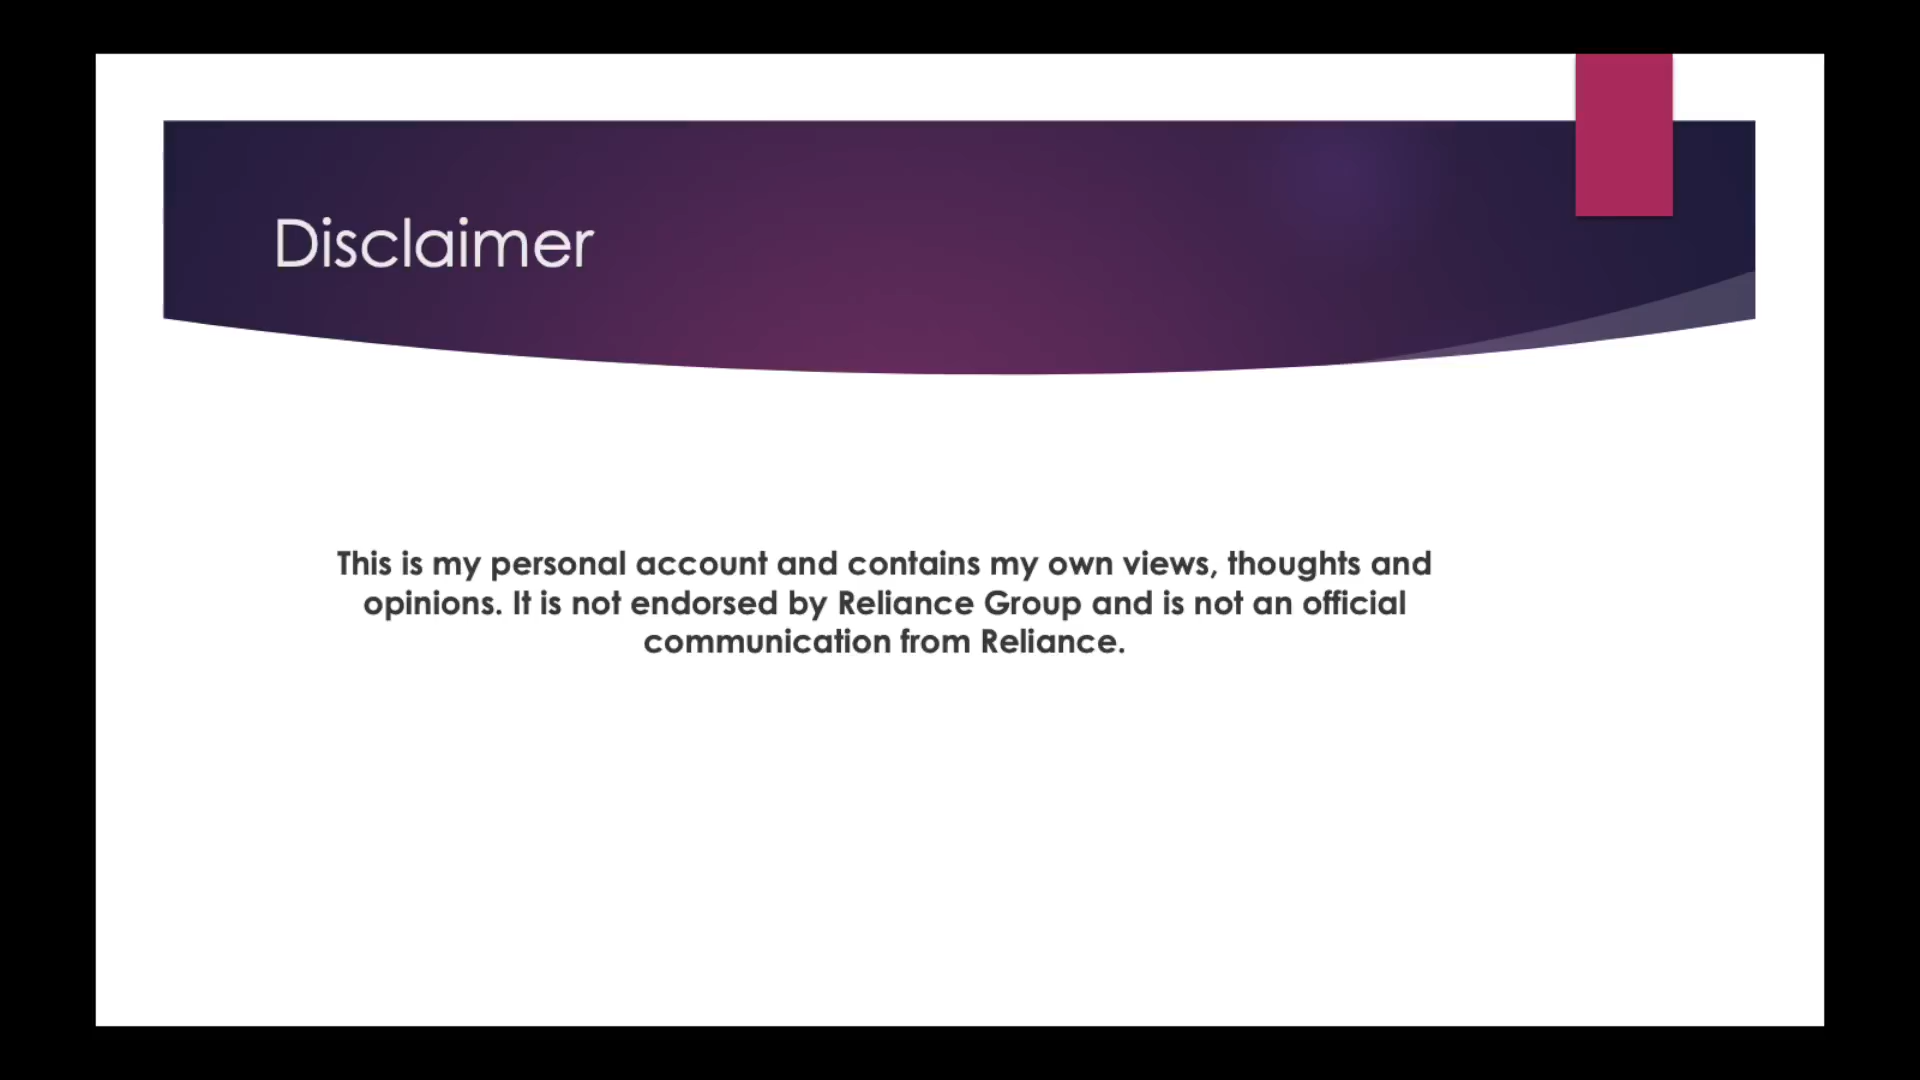 Disclaimer
This is my personal account and contains my own views, thoughts and
opinions. It is not endorsed by Reliance Group and is not an official
communication from Reliance.